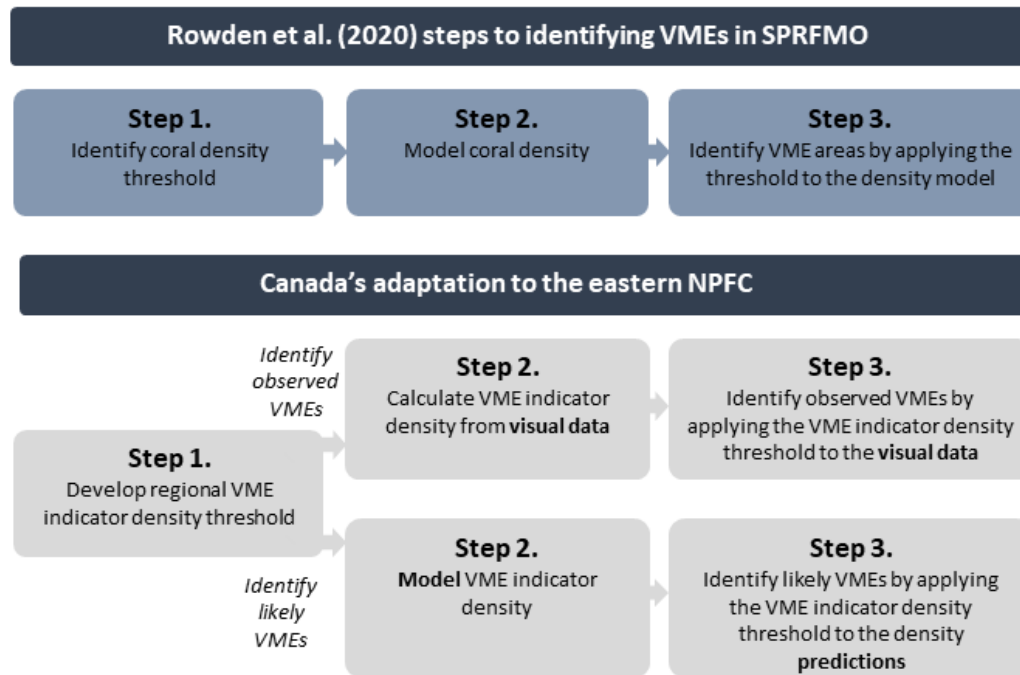 Rowden et al. (2020) steps to identifying VMEs in SPRFMO
Step 1.
Identify coral density
threshold
Step 2.
Model coral density
Step 3.
Identify VME areas by applying the
threshold to the density model
Canada's adaptation to the eastern NPFC
Step 1.
Develop regional VME
indicator density threshold
Identify
observed
VMEs
Step 2.
Calculate VME indicator
density from visual data
Step 3.
Identify observed VMEs by
applying the VME indicator density
threshold to the visual data
Identify
likely
VMEs
Step 2.
Model VME indicator
density
Step 3.
Identify likely VMEs by applying
the VME indicator density
threshold to the density
predictions